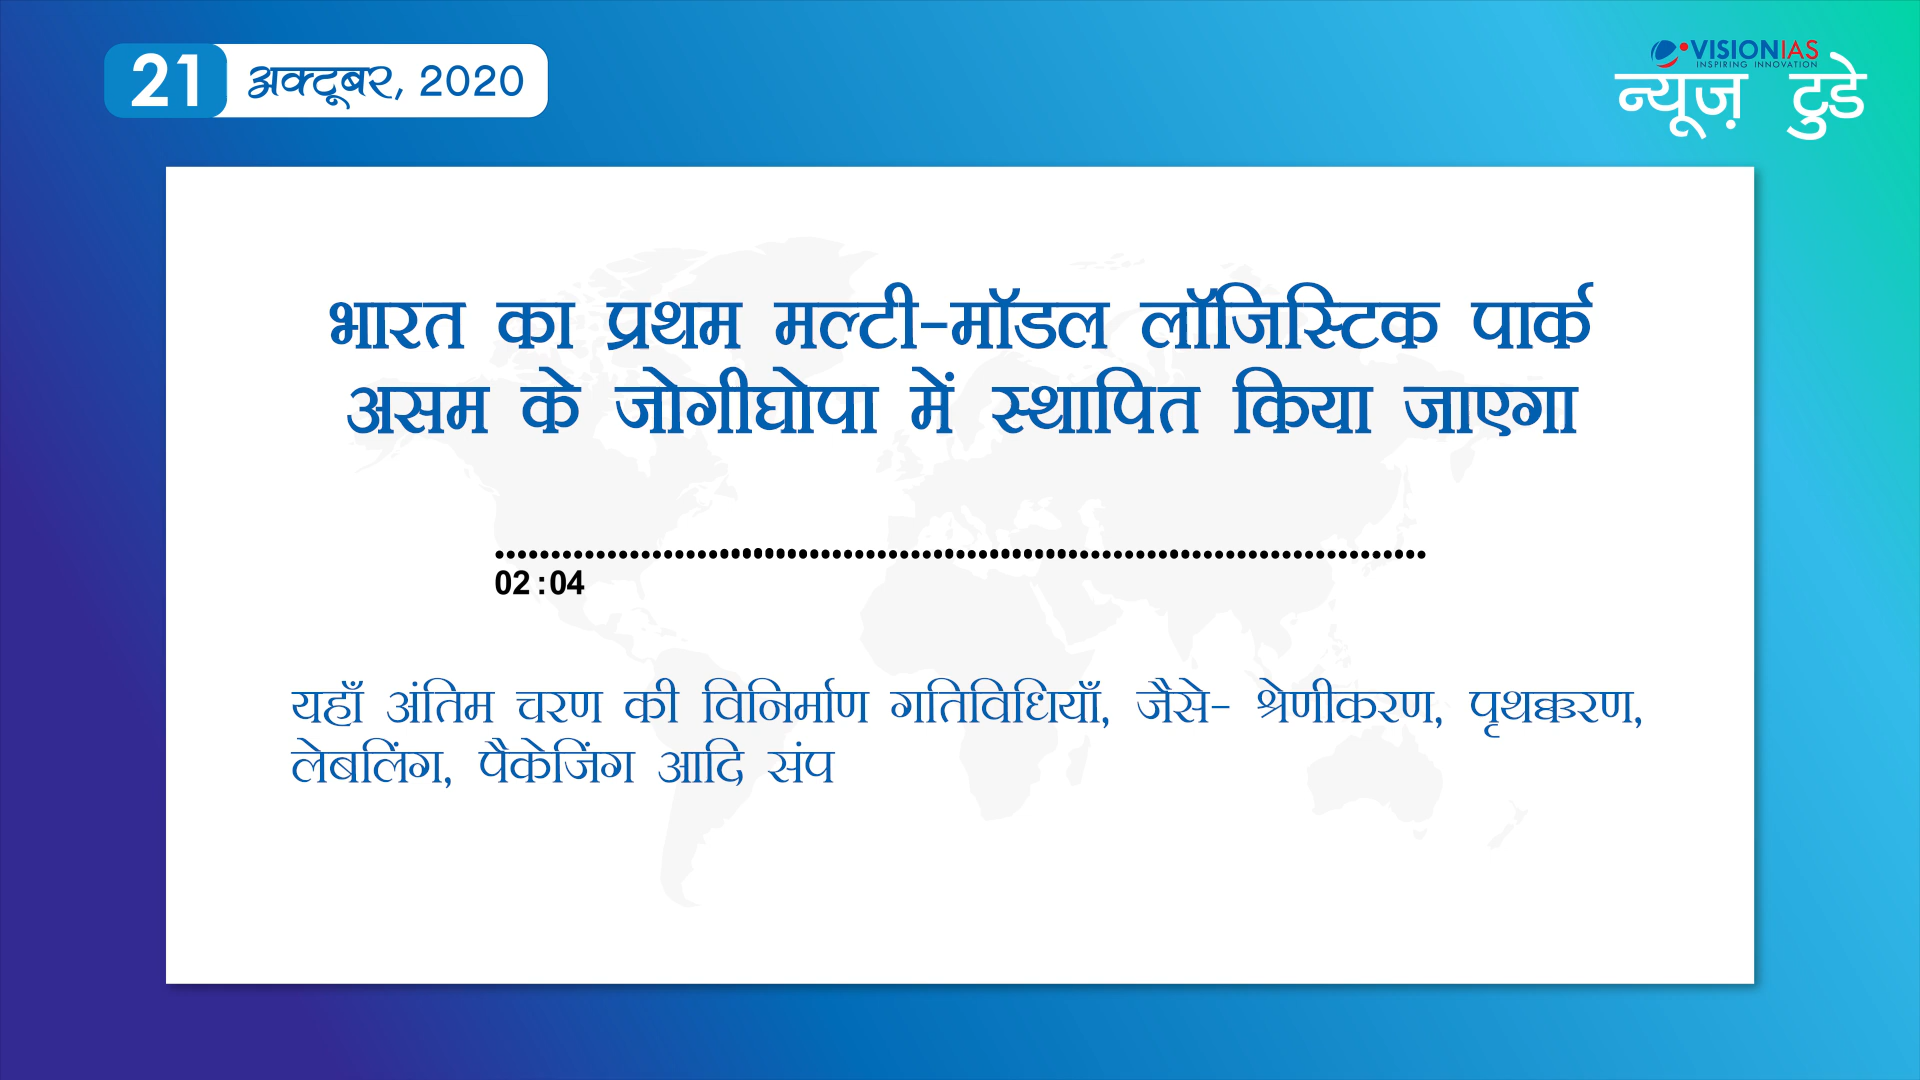 21 अक्टूबर, 2020
VISIONIAS
INSPIRING INNOVATION
न्यूज़ टुडे
भारत का प्रथम मल्टी-मॉडल लॉजिस्टिक पार्क
असम के जोगीघोपा में स्थापित किया जाएगा
02:04
यहाँ अंतिम चरण की विनिर्माण गतिविधियाँ, जैसे- श्रेणीकरण, पृथक्करण,
लेबलिंग, पैकेजिंग आदि संप